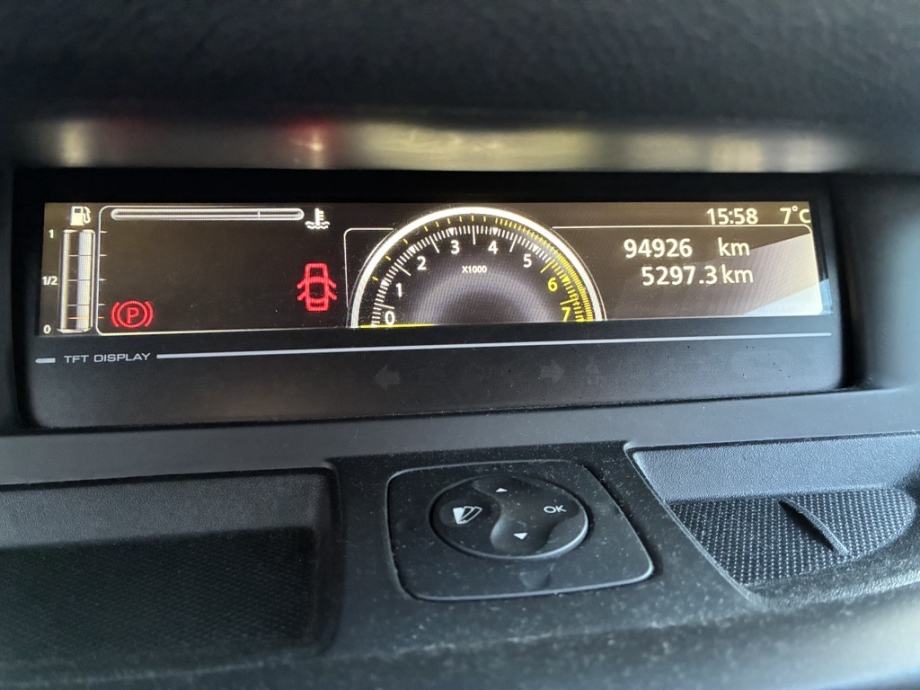 15:58 7°C
1
1/2
0
94926 km
5297.3 km
0 1 2 3 4 5 6 7
X1000
P
TFT DISPLAY
OK